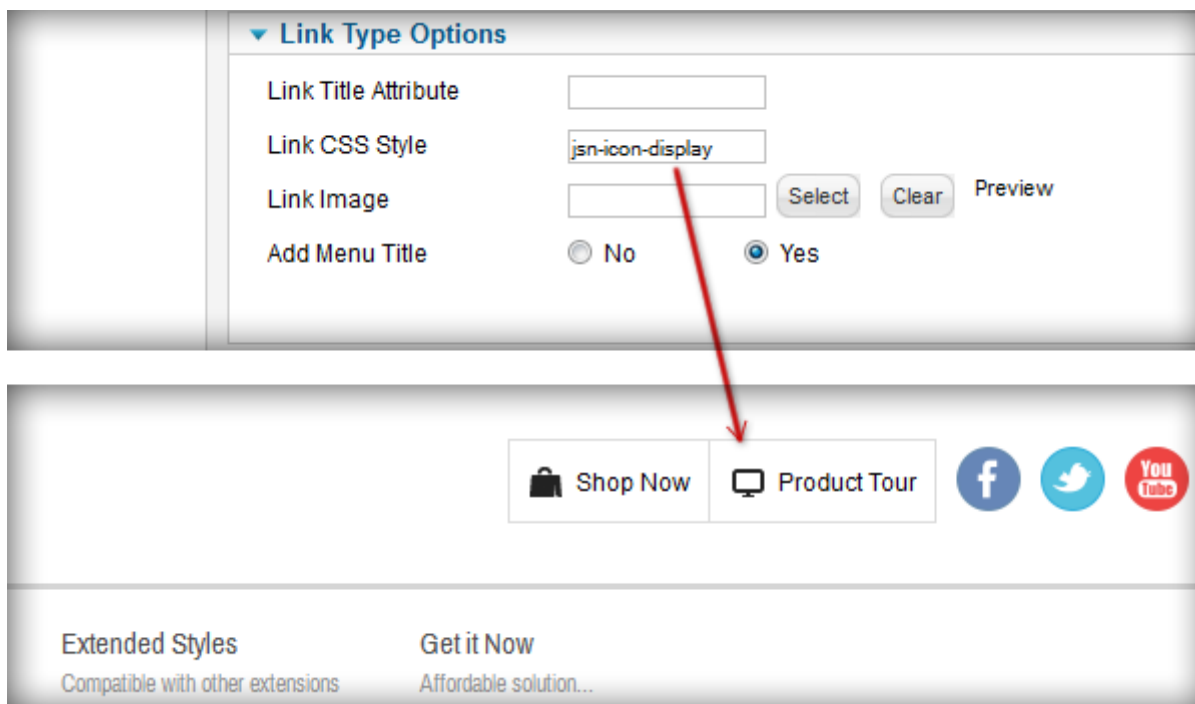 Link Type Options
Link Title Attribute
Link CSS Style jsn-icon-display
Link Image Select Clear Preview
Add Menu Title No Yes
Shop Now Product Tour f You Tube
Extended Styles Get it Now
Compatible with other extensions Affordable solution...